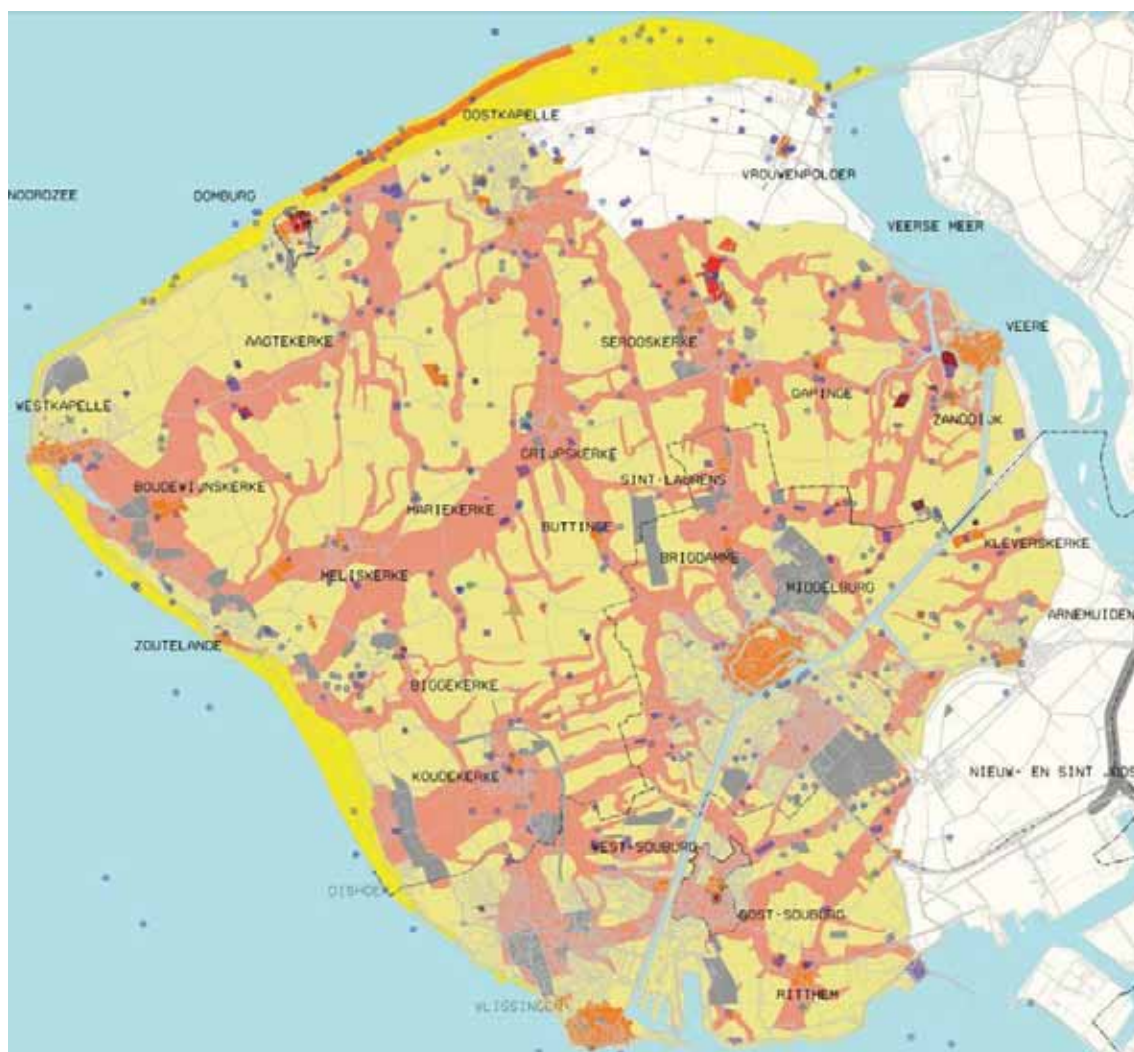 OOSTKAPELLE
VROUWENPOLDER
NOORDZEE
DOMBURG
VEERSE MEER
AAGTEKERKE
SEROOSKERKE
VEERE
GAPINGE
WESTKAPELLE
ZANDDIJK
GRIJPSKERKE
SINT-LAURENS
BOUDEWIJNSKERKE
MARIEKERKE
BUTTINGE
KLEVERSKERKE
BRIGDAMME
MELISKERKE
MIDDELBURG
ARNEMUIDEN
ZOUTELANDE
BIGGEKERKE
KOUDEKERKE
NIEUW- EN SINT JOOS
WEST-SOUBURG
DISHOEK
OOST-SOUBURG
RITTHEM
VLISSINGEN